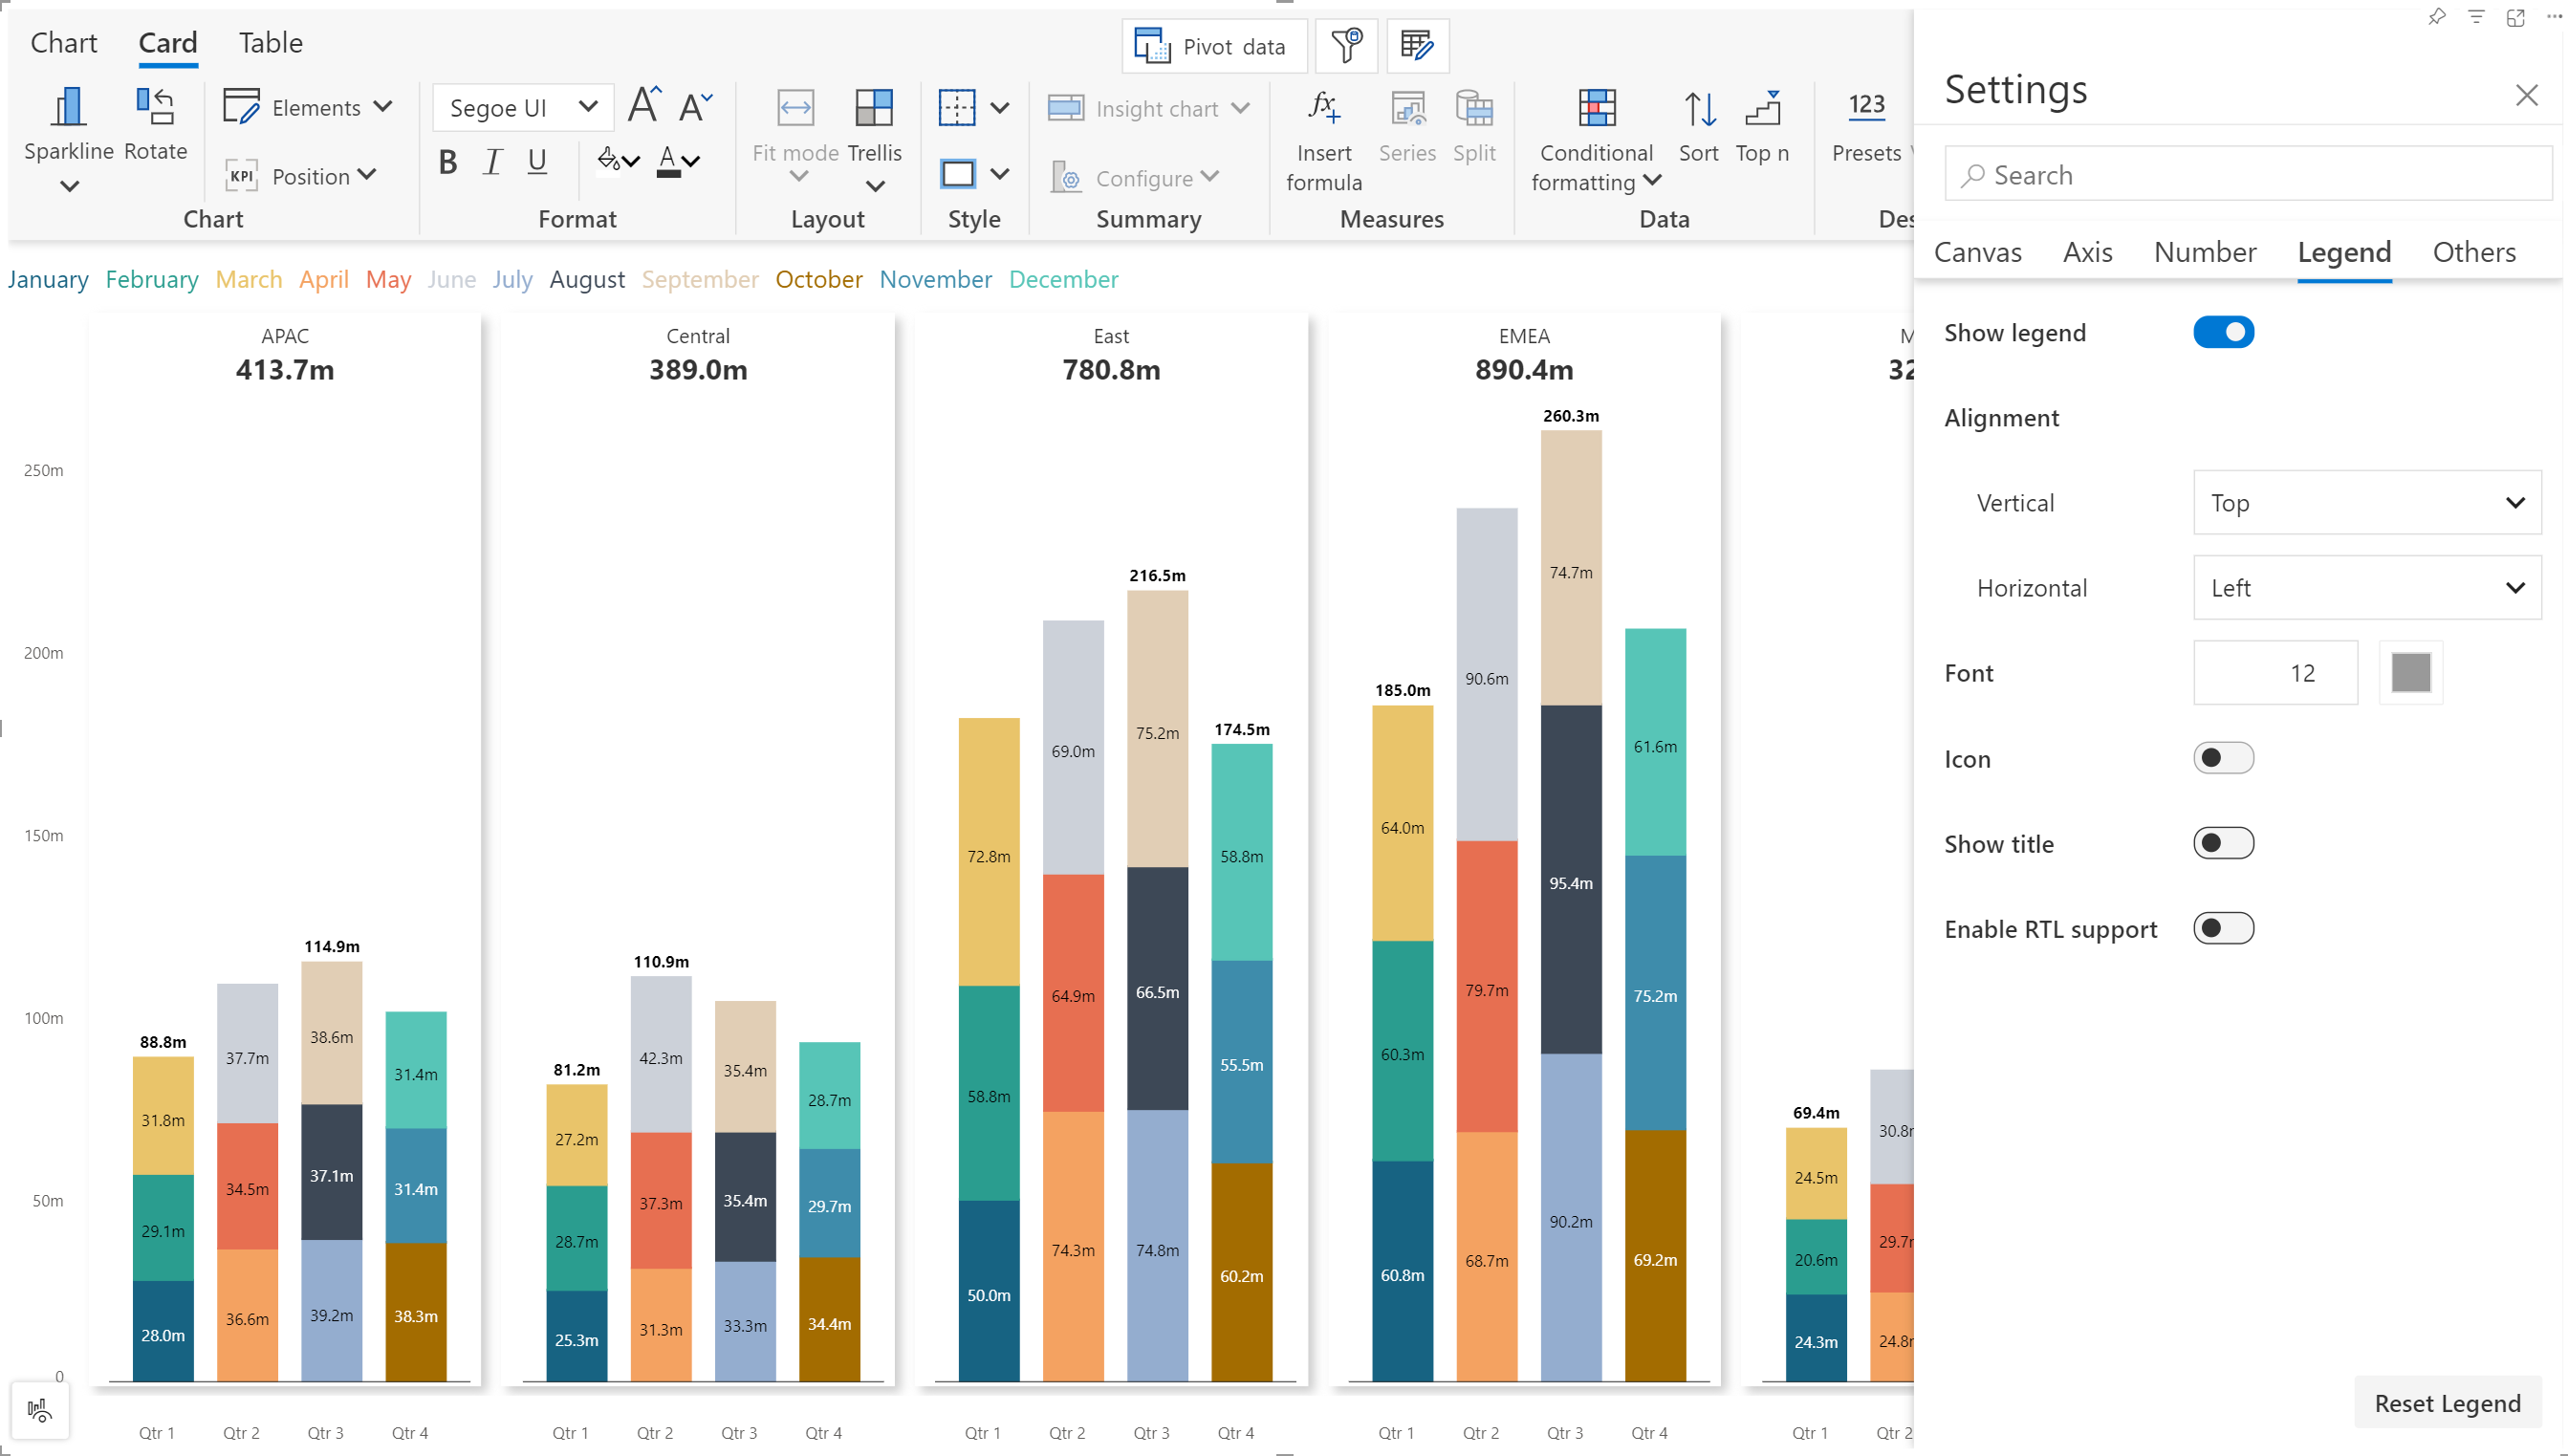 Chart Card Table
Pivot data
Sparkline Rotate
Elements
KPI Position
Chart
Segoe UI A A
B I U A
Format
Fit mode Trellis
Layout
Style
Insight chart
Configure
Summary
fx
Insert formula Series Split
Measures
Conditional formatting Sort Top n
Data
123
Presets
Des
January February March April May June July August September October November December
APAC
413.7m
Central
389.0m
East
780.8m
EMEA
890.4m
M
32
250m
200m
150m
100m
50m
0
88.8m
31.8m
29.1m
28.0m
37.7m
34.5m
36.6m
114.9m
38.6m
37.1m
39.2m
31.4m
31.4m
38.3m
Qtr 1 Qtr 2 Qtr 3 Qtr 4
81.2m
27.2m
28.7m
25.3m
110.9m
42.3m
37.3m
31.3m
35.4m
35.4m
33.3m
28.7m
29.7m
34.4m
Qtr 1 Qtr 2 Qtr 3 Qtr 4
72.8m
58.8m
50.0m
69.0m
64.9m
74.3m
216.5m
75.2m
66.5m
74.8m
174.5m
58.8m
55.5m
60.2m
Qtr 1 Qtr 2 Qtr 3 Qtr 4
185.0m
64.0m
60.3m
60.8m
90.6m
79.7m
68.7m
260.3m
74.7m
95.4m
90.2m
61.6m
75.2m
69.2m
Qtr 1 Qtr 2 Qtr 3 Qtr 4
69.4m
24.5m
20.6m
24.3m
30.8
29.7
24.8
Qtr 1 Qtr 2
Settings
Search
Canvas Axis Number Legend Others
Show legend
Alignment
Vertical Top
Horizontal Left
Font 12
Icon
Show title
Enable RTL support
Reset Legend